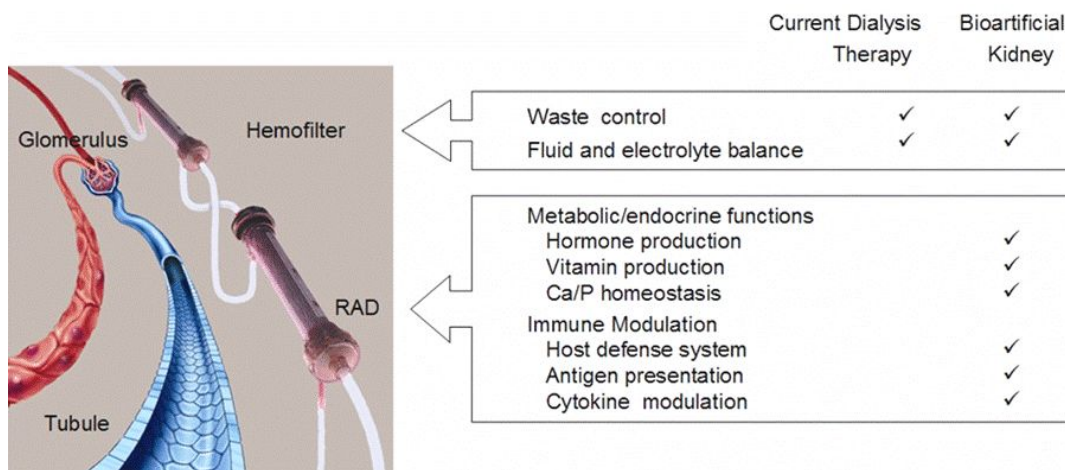 Current Dialysis Therapy
Bioartificial Kidney
Glomerulus
Hemofilter
RAD
Tubule
Waste control ✓ ✓
Fluid and electrolyte balance ✓ ✓
Metabolic/endocrine functions
Hormone production ✓
Vitamin production ✓
Ca/P homeostasis ✓
Immune Modulation
Host defense system ✓
Antigen presentation ✓
Cytokine modulation ✓